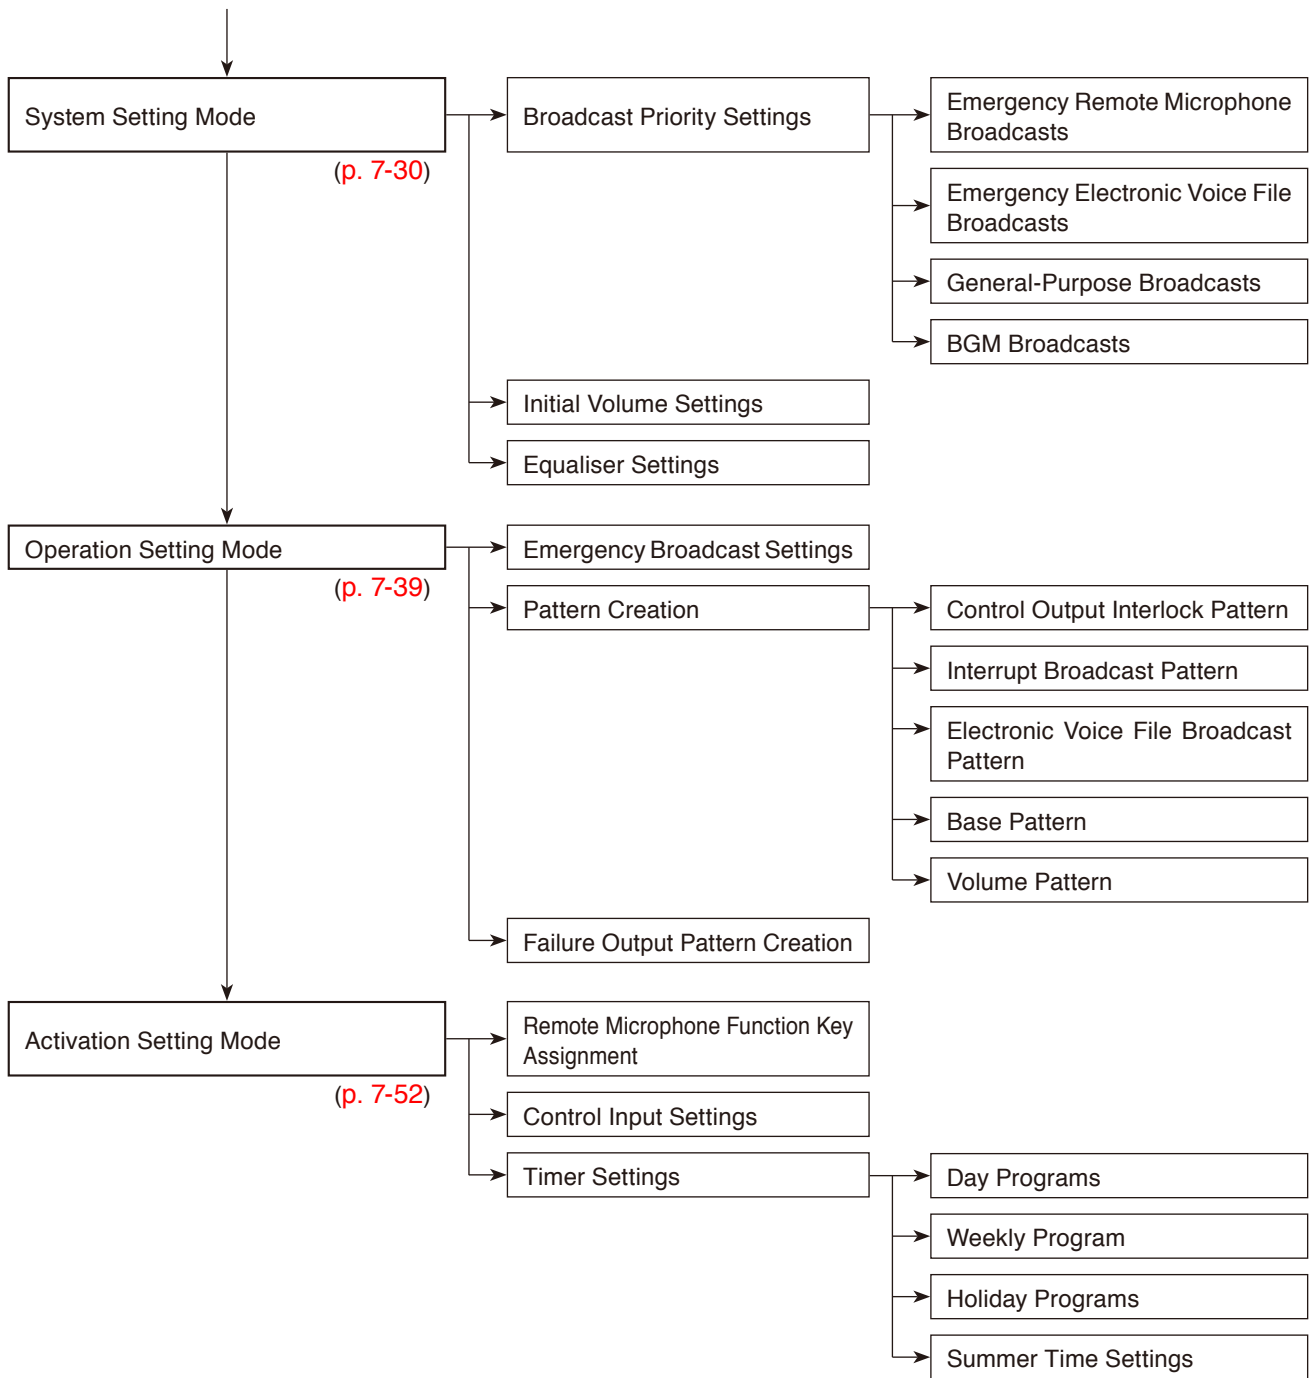 System Setting Mode
(p. 7-30)
Broadcast Priority Settings
Emergency Remote Microphone
Broadcasts
Emergency Electronic Voice File
Broadcasts
General-Purpose Broadcasts
BGM Broadcasts
Initial Volume Settings
Equaliser Settings
Operation Setting Mode
(p. 7-39)
Emergency Broadcast Settings
Pattern Creation
Control Output Interlock Pattern
Interrupt Broadcast Pattern
Electronic Voice File Broadcast
Pattern
Base Pattern
Volume Pattern
Failure Output Pattern Creation
Activation Setting Mode
(p. 7-52)
Remote Microphone Function Key
Assignment
Control Input Settings
Timer Settings
Day Programs
Weekly Program
Holiday Programs
Summer Time Settings